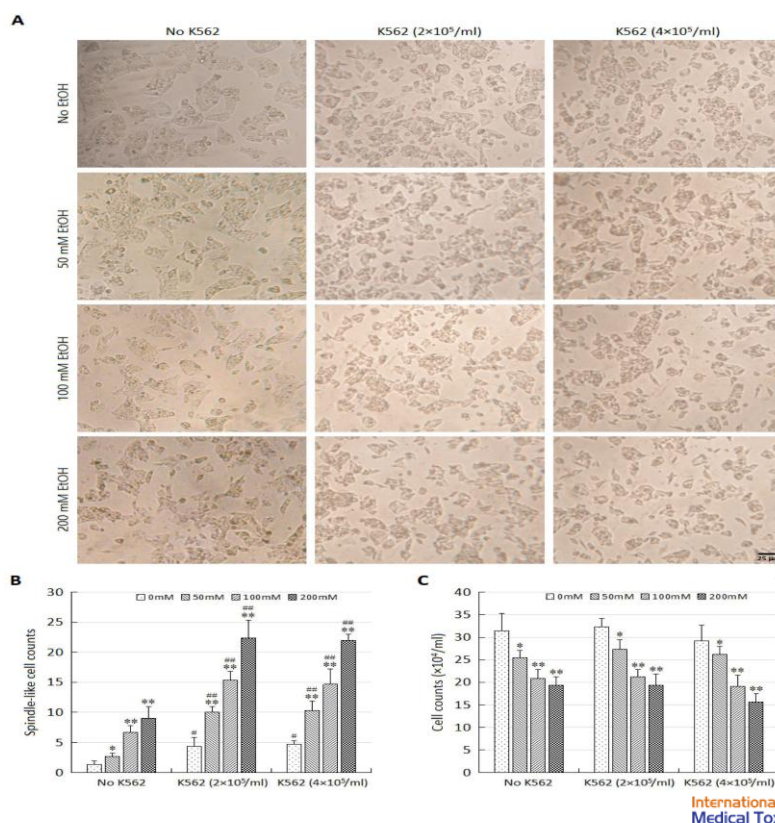 A
No K562 K562 (2×10⁵/ml) K562 (4×10⁵/ml)
No EtOH
50 mM EtOH
100 mM EtOH
200 mM EtOH
B
0mM 50mM 100mM 200mM
Spindle-like cell counts
30
25
20
15
10
5
0
* ** **
# ## ** ## ** ## **
# ## ** ## ** ## **
No K562 K562 (2×10⁵/ml) K562 (4×10⁵/ml)
C
0mM 50mM 100mM 200mM
Cell counts (×10⁴/ml)
40
35
30
25
20
15
10
5
0
* ** **
* ** **
* ** **
No K562 K562 (2×10⁵/ml) K562 (4×10⁵/ml)
International